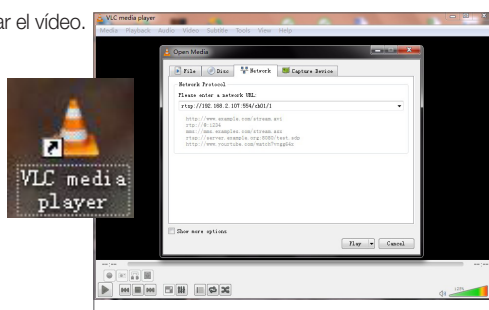 ar el vídeo.
VLC media player
Media Playback Audio Video Subtitle Tools View Help
Open Media
File Disc Network Capture Device
Network Protocol
Please enter a network URL:
rtsp://192.168.2.107:554/ch01/1
http://www.example.com/stream.avi
rtp://@:1234
mms://mms.examples.com/stream.asx
rtsp://server.example.org:8080/test.sdp
http://www.yourtube.com/watch?v=gg64x
Show more options
Play Cancel
VLC media
player